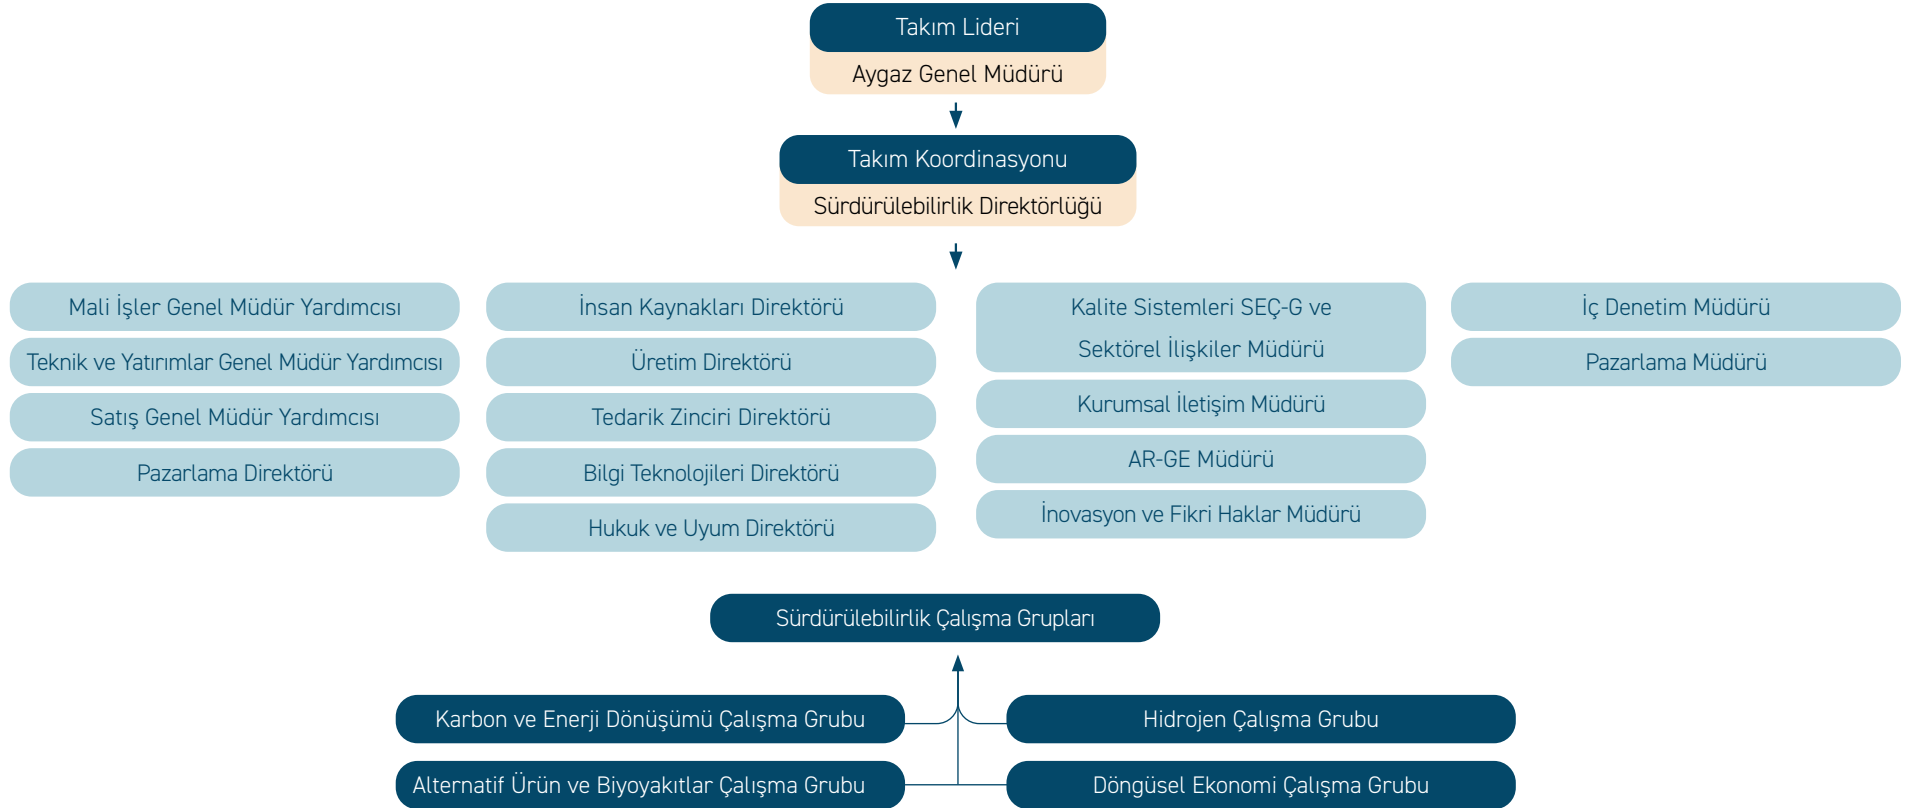 Takım Lideri
Aygaz Genel Müdürü
Takım Koordinasyonu
Sürdürülebilirlik Direktörlüğü
Mali İşler Genel Müdür Yardımcısı
Teknik ve Yatırımlar Genel Müdür Yardımcısı
Satış Genel Müdür Yardımcısı
Pazarlama Direktörü
İnsan Kaynakları Direktörü
Üretim Direktörü
Tedarik Zinciri Direktörü
Bilgi Teknolojileri Direktörü
Hukuk ve Uyum Direktörü
Kalite Sistemleri SEÇ-G ve
Sektörel İlişkiler Müdürü
Kurumsal İletişim Müdürü
AR-GE Müdürü
İnovasyon ve Fikri Haklar Müdürü
İç Denetim Müdürü
Pazarlama Müdürü
Sürdürülebilirlik Çalışma Grupları
Karbon ve Enerji Dönüşümü Çalışma Grubu
Hidrojen Çalışma Grubu
Alternatif Ürün ve Biyoyakıtlar Çalışma Grubu
Döngüsel Ekonomi Çalışma Grubu